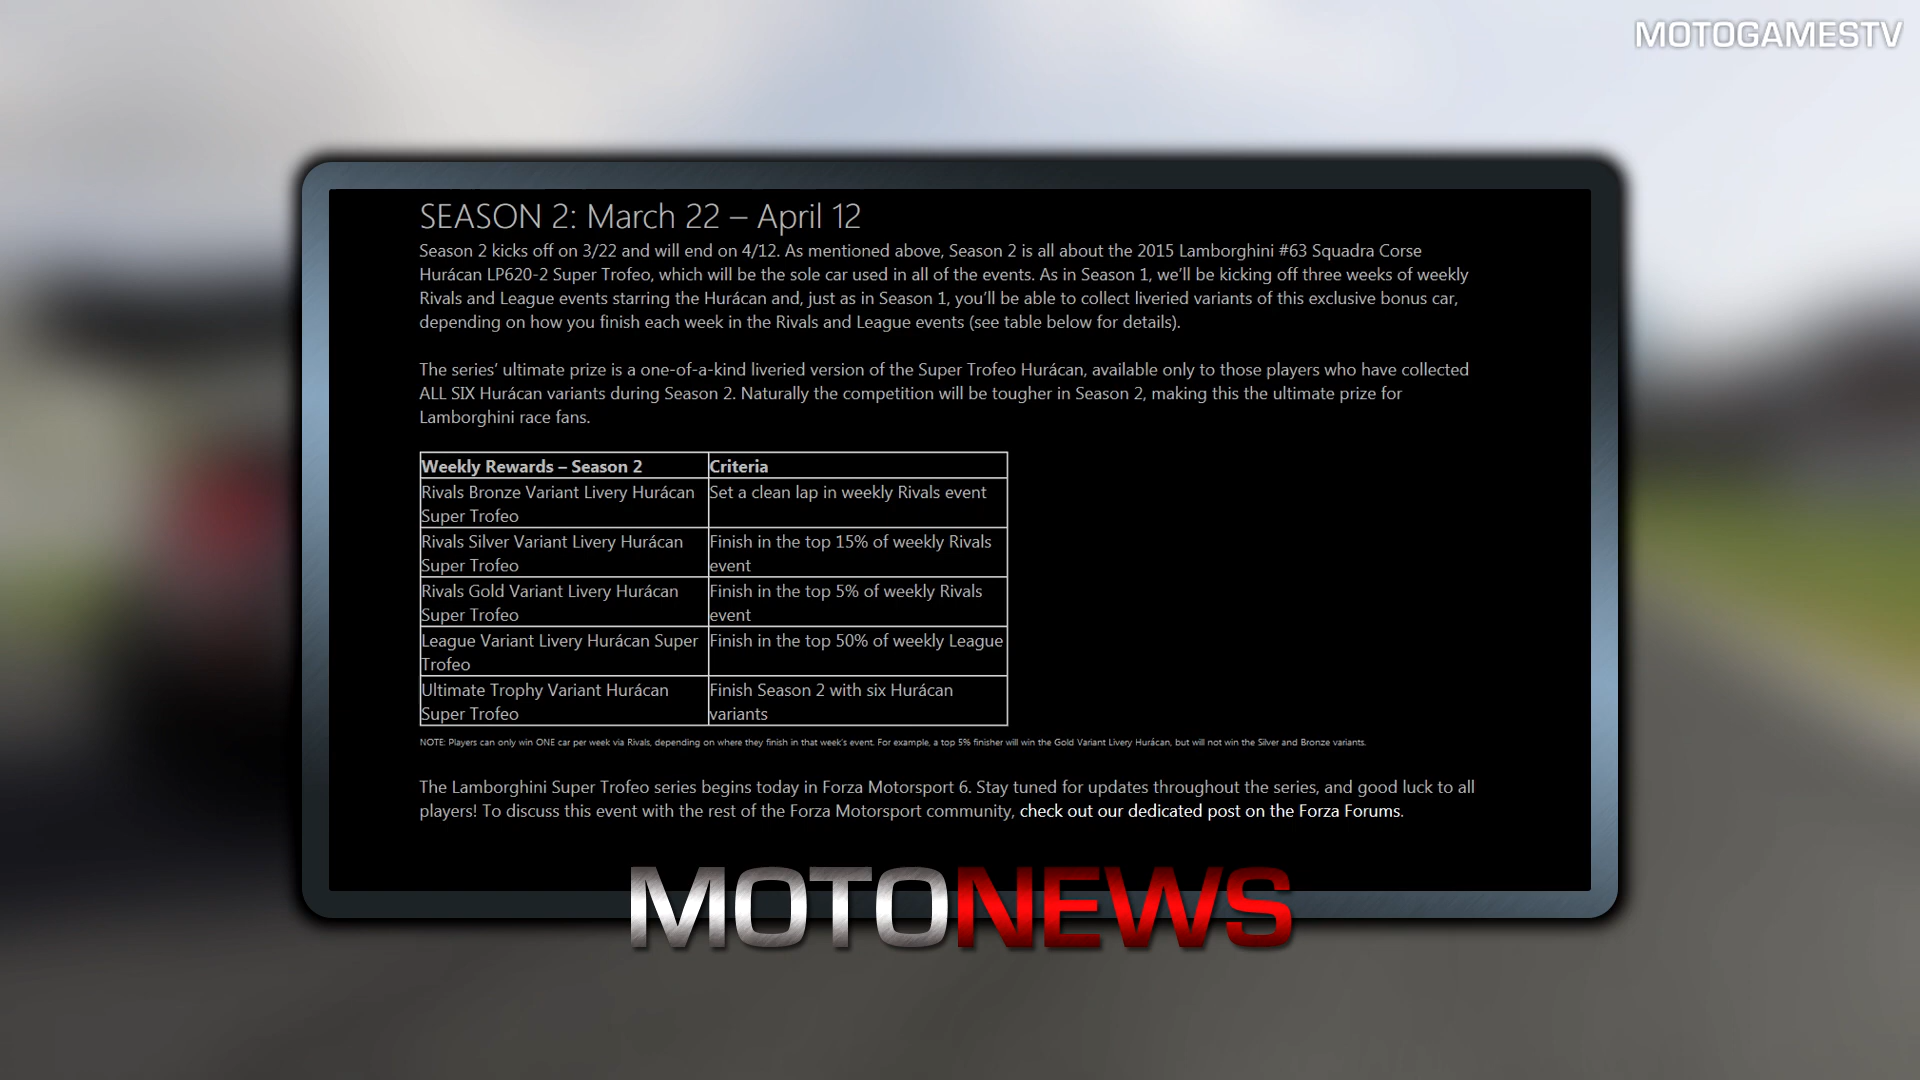 MOTOGAMESTV
SEASON 2: March 22 – April 12
Season 2 kicks off on 3/22 and will end on 4/12. As mentioned above, Season 2 is all about the 2015 Lamborghini #63 Squadra Corse
Hurácan LP620-2 Super Trofeo, which will be the sole car used in all of the events. As in Season 1, we’ll be kicking off three weeks of weekly
Rivals and League events starring the Hurácan and, just as in Season 1, you’ll be able to collect liveried variants of this exclusive bonus car,
depending on how you finish each week in the Rivals and League events (see table below for details).
The series’ ultimate prize is a one-of-a-kind liveried version of the Super Trofeo Hurácan, available only to those players who have collected
ALL SIX Hurácan variants during Season 2. Naturally the competition will be tougher in Season 2, making this the ultimate prize for
Lamborghini race fans.
Weekly Rewards – Season 2 Criteria
Rivals Bronze Variant Livery Hurácan Set a clean lap in weekly Rivals event
Super Trofeo
Rivals Silver Variant Livery Hurácan Finish in the top 15% of weekly Rivals
Super Trofeo event
Rivals Gold Variant Livery Hurácan Finish in the top 5% of weekly Rivals
Super Trofeo event
League Variant Livery Hurácan Super Finish in the top 50% of weekly League
Trofeo
Ultimate Trophy Variant Hurácan Finish Season 2 with six Hurácan
Super Trofeo variants
NOTE: Players can only win ONE car per week via Rivals, depending on where they finish in that week's event. For example, a top 5% finisher will win the Gold Variant Livery Hurácan, but will not win the Silver and Bronze variants.
The Lamborghini Super Trofeo series begins today in Forza Motorsport 6. Stay tuned for updates throughout the series, and good luck to all
players! To discuss this event with the rest of the Forza Motorsport community, check out our dedicated post on the Forza Forums.
MOTONEWS